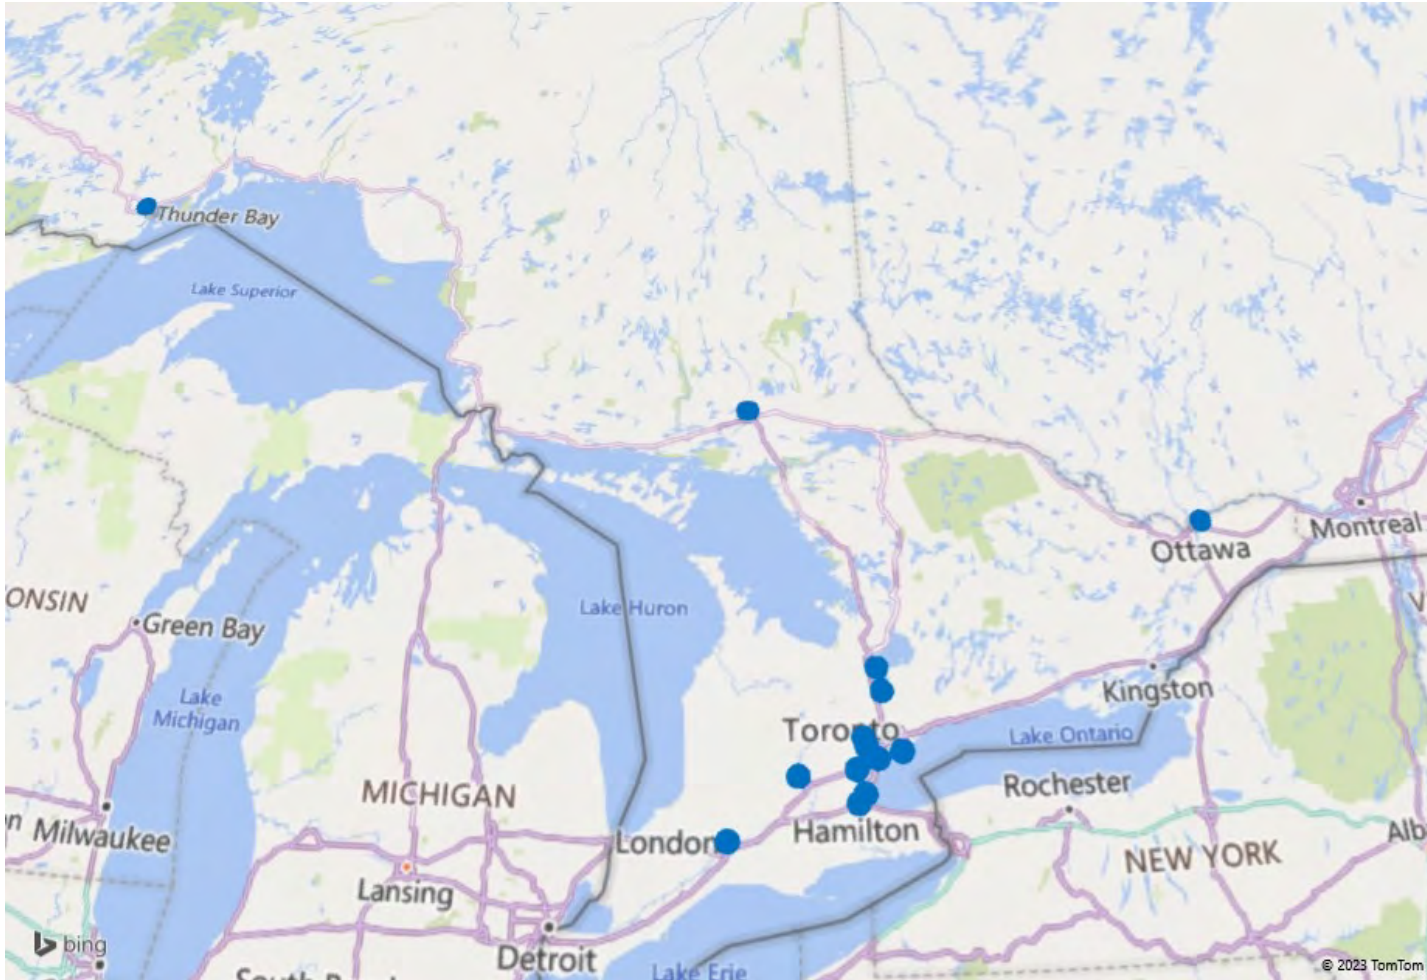 Thunder Bay
Lake Superior
Montreal
Ottawa
ONSIN
Green Bay
Lake Huron
Lake
Michigan
Kingston
Toronto
Lake Ontario
MICHIGAN
Rochester
n
Milwaukee
London
Hamilton
Alb
NEW YORK
Lansing
V
bing
Detroit
Lake Erie
© 2023 TomTom